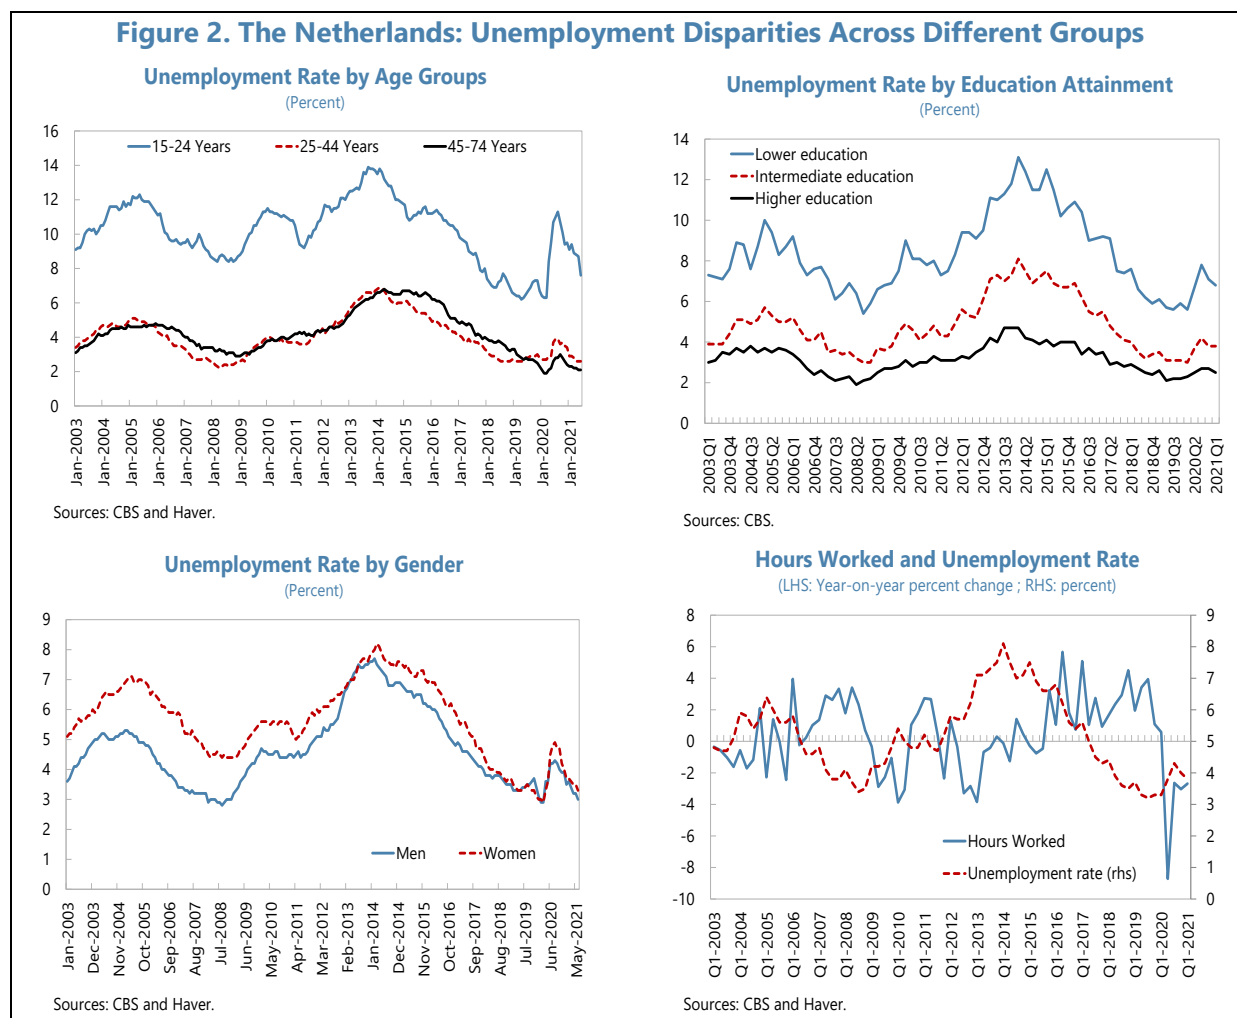 Figure 2. The Netherlands: Unemployment Disparities Across Different Groups
Unemployment Rate by Age Groups
(Percent)
16
14
12
10
8
6
4
2
0
15-24 Years
25-44 Years
45-74 Years
Jan-2003
Jan-2004
Jan-2005
Jan-2006
Jan-2007
Jan-2008
Jan-2009
Jan-2010
Jan-2011
Jan-2012
Jan-2013
Jan-2014
Jan-2015
Jan-2016
Jan-2017
Jan-2018
Jan-2019
Jan-2020
Jan-2021
Sources: CBS and Haver.
Unemployment Rate by Education Attainment
(Percent)
14
12
10
8
6
4
2
0
Lower education
Intermediate education
Higher education
2003Q1
2003Q4
2004Q3
2005Q2
2006Q1
2006Q4
2007Q3
2008Q2
2009Q1
2009Q4
2010Q3
2011Q2
2012Q1
2012Q4
2013Q3
2014Q2
2015Q1
2015Q4
2016Q3
2017Q2
2018Q1
2018Q4
2019Q3
2020Q2
2021Q1
Sources: CBS.
Unemployment Rate by Gender
(Percent)
9
8
7
6
5
4
3
2
1
0
Men
Women
Jan-2003
Dec-2003
Nov-2004
Oct-2005
Sep-2006
Aug-2007
Jul-2008
Jun-2009
May-2010
Apr-2011
Mar-2012
Feb-2013
Jan-2014
Dec-2014
Nov-2015
Oct-2016
Sep-2017
Aug-2018
Jul-2019
Jun-2020
May-2021
Sources: CBS and Haver.
Hours Worked and Unemployment Rate
(LHS: Year-on-year percent change ; RHS: percent)
8
6
4
2
0
-2
-4
-6
-8
-10
9
8
7
6
5
4
3
2
1
0
Hours Worked
Unemployment rate (rhs)
Q1-2003
Q1-2004
Q1-2005
Q1-2006
Q1-2007
Q1-2008
Q1-2009
Q1-2010
Q1-2011
Q1-2012
Q1-2013
Q1-2014
Q1-2015
Q1-2016
Q1-2017
Q1-2018
Q1-2019
Q1-2020
Q1-2021
Sources: CBS and Haver.